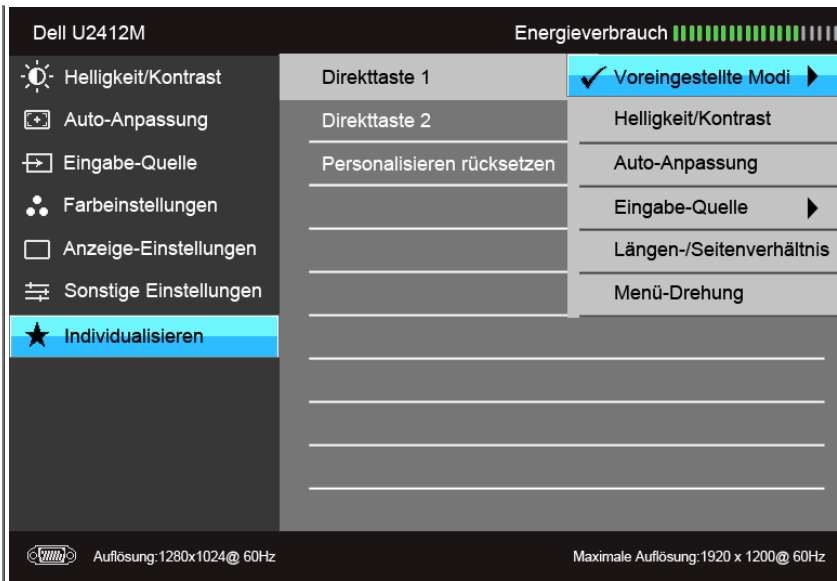 Dell U2412M Energieverbrauch
Helligkeit/Kontrast
Auto-Anpassung
Eingabe-Quelle
Farbeinstellungen
Anzeige-Einstellungen
Sonstige Einstellungen
Individualisieren
Direkttaste 1
Direkttaste 2
Personalisieren rücksetzen
Voreingestellte Modi
Helligkeit/Kontrast
Auto-Anpassung
Eingabe-Quelle
Längen-/Seitenverhältnis
Menü-Drehung
Auflösung:1280x1024@ 60Hz Maximale Auflösung:1920 x 1200@ 60Hz